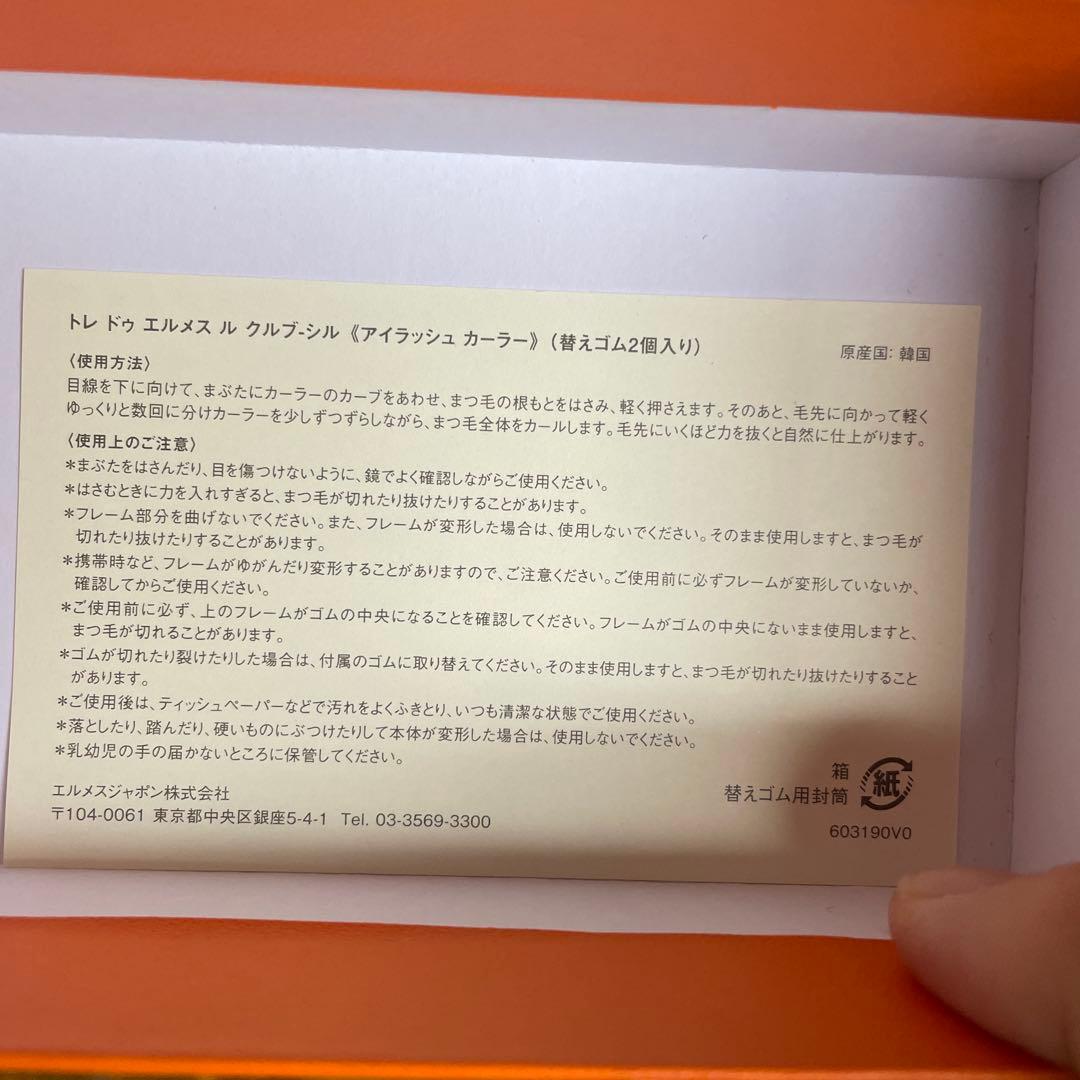 トレ ドゥ エルメス ル クルブ-シル 《アイラッシュ カーラー》 (替えゴム2個入り)
原産国: 韓国
〈使用方法〉
目線を下に向けて、まぶたにカーラーのカーブをあわせ、まつ毛の根もとをはさみ、軽く押さえます。そのあと、毛先に向かって軽く
ゆっくりと数回に分けカーラーを少しずつずらしながら、まつ毛全体をカールします。毛先にいくほど力を抜くと自然に仕上がります。
〈使用上のご注意〉
*まぶたをはさんだり、目を傷つけないように、鏡でよく確認しながらご使用ください。
*はさむときに力を入れすぎると、まつ毛が切れたり抜けたりすることがあります。
*フレーム部分を曲げないでください。また、フレームが変形した場合は、使用しないでください。そのまま使用しますと、まつ毛が
切れたり抜けたりすることがあります。
*携帯時など、フレームがゆがんだり変形することがありますので、ご注意ください。ご使用前に必ずフレームが変形していないか、
確認してからご使用ください。
*ご使用前に必ず、上のフレームがゴムの中央になることを確認してください。フレームがゴムの中央にないまま使用しますと、
まつ毛が切れることがあります。
*ゴムが切れたり裂けたりした場合は、付属のゴムに取り替えてください。そのまま使用しますと、まつ毛が切れたり抜けたりすること
があります。
*ご使用後は、ティッシュペーパーなどで汚れをよくふきとり、いつも清潔な状態でご使用ください。
*落としたり、踏んだり、硬いものにぶつけたりして本体が変形した場合は、使用しないでください。
*乳幼児の手の届かないところに保管してください。
エルメスジャポン株式会社
〒104-0061 東京都中央区銀座5-4-1 Tel. 03-3569-3300
箱
替えゴム用封筒
紙
603190V0